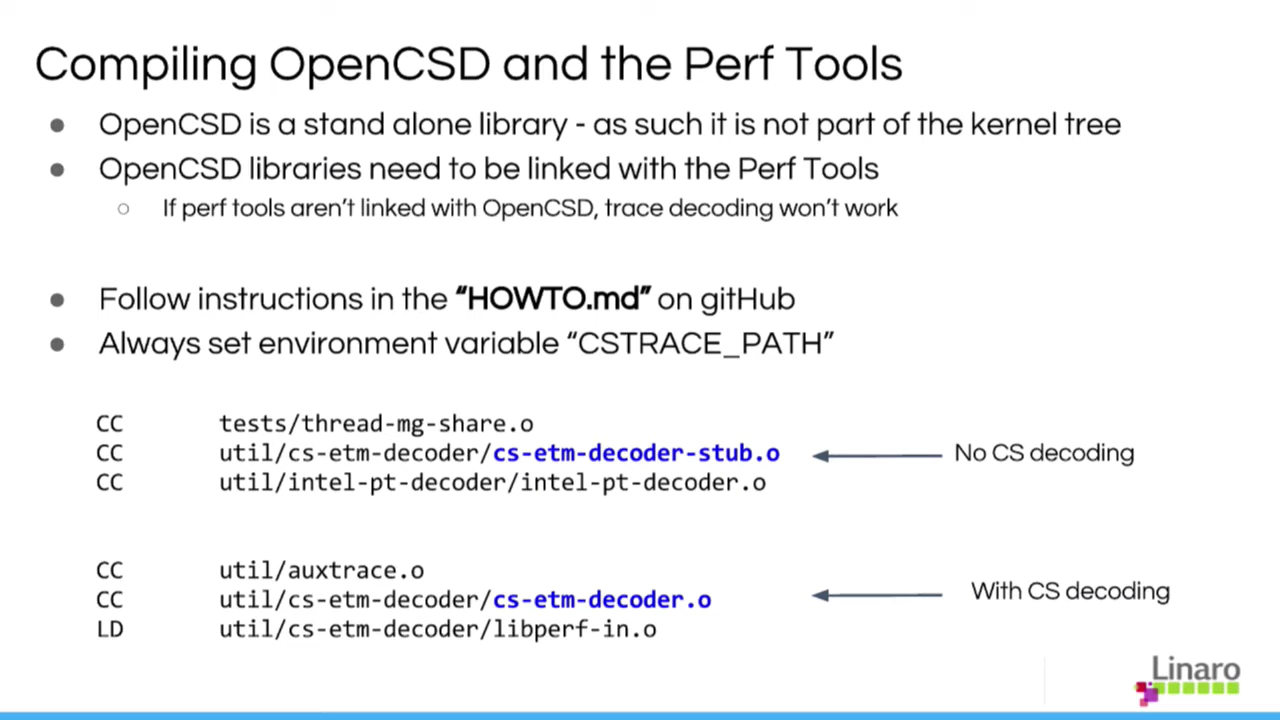 Compiling OpenCSD and the Perf Tools
● OpenCSD is a stand alone library - as such it is not part of the kernel tree
● OpenCSD libraries need to be linked with the Perf Tools
○ If perf tools aren't linked with OpenCSD, trace decoding won't work
● Follow instructions in the “HOWTO.md” on gitHub
● Always set environment variable “CSTRACE_PATH”
CC tests/thread-mg-share.o
CC util/cs-etm-decoder/cs-etm-decoder-stub.o No CS decoding
CC util/intel-pt-decoder/intel-pt-decoder.o
CC util/auxtrace.o
CC util/cs-etm-decoder/cs-etm-decoder.o With CS decoding
LD util/cs-etm-decoder/libperf-in.o
Linaro